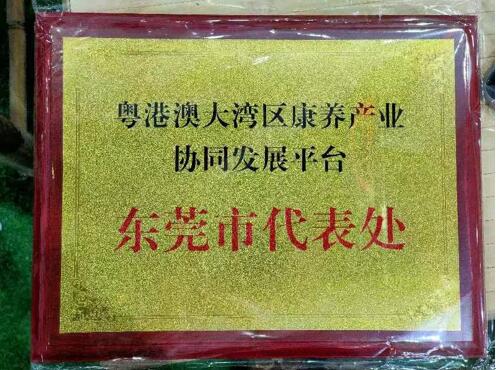 粤港澳大湾区康养产业
协同发展平台
东莞市代表处